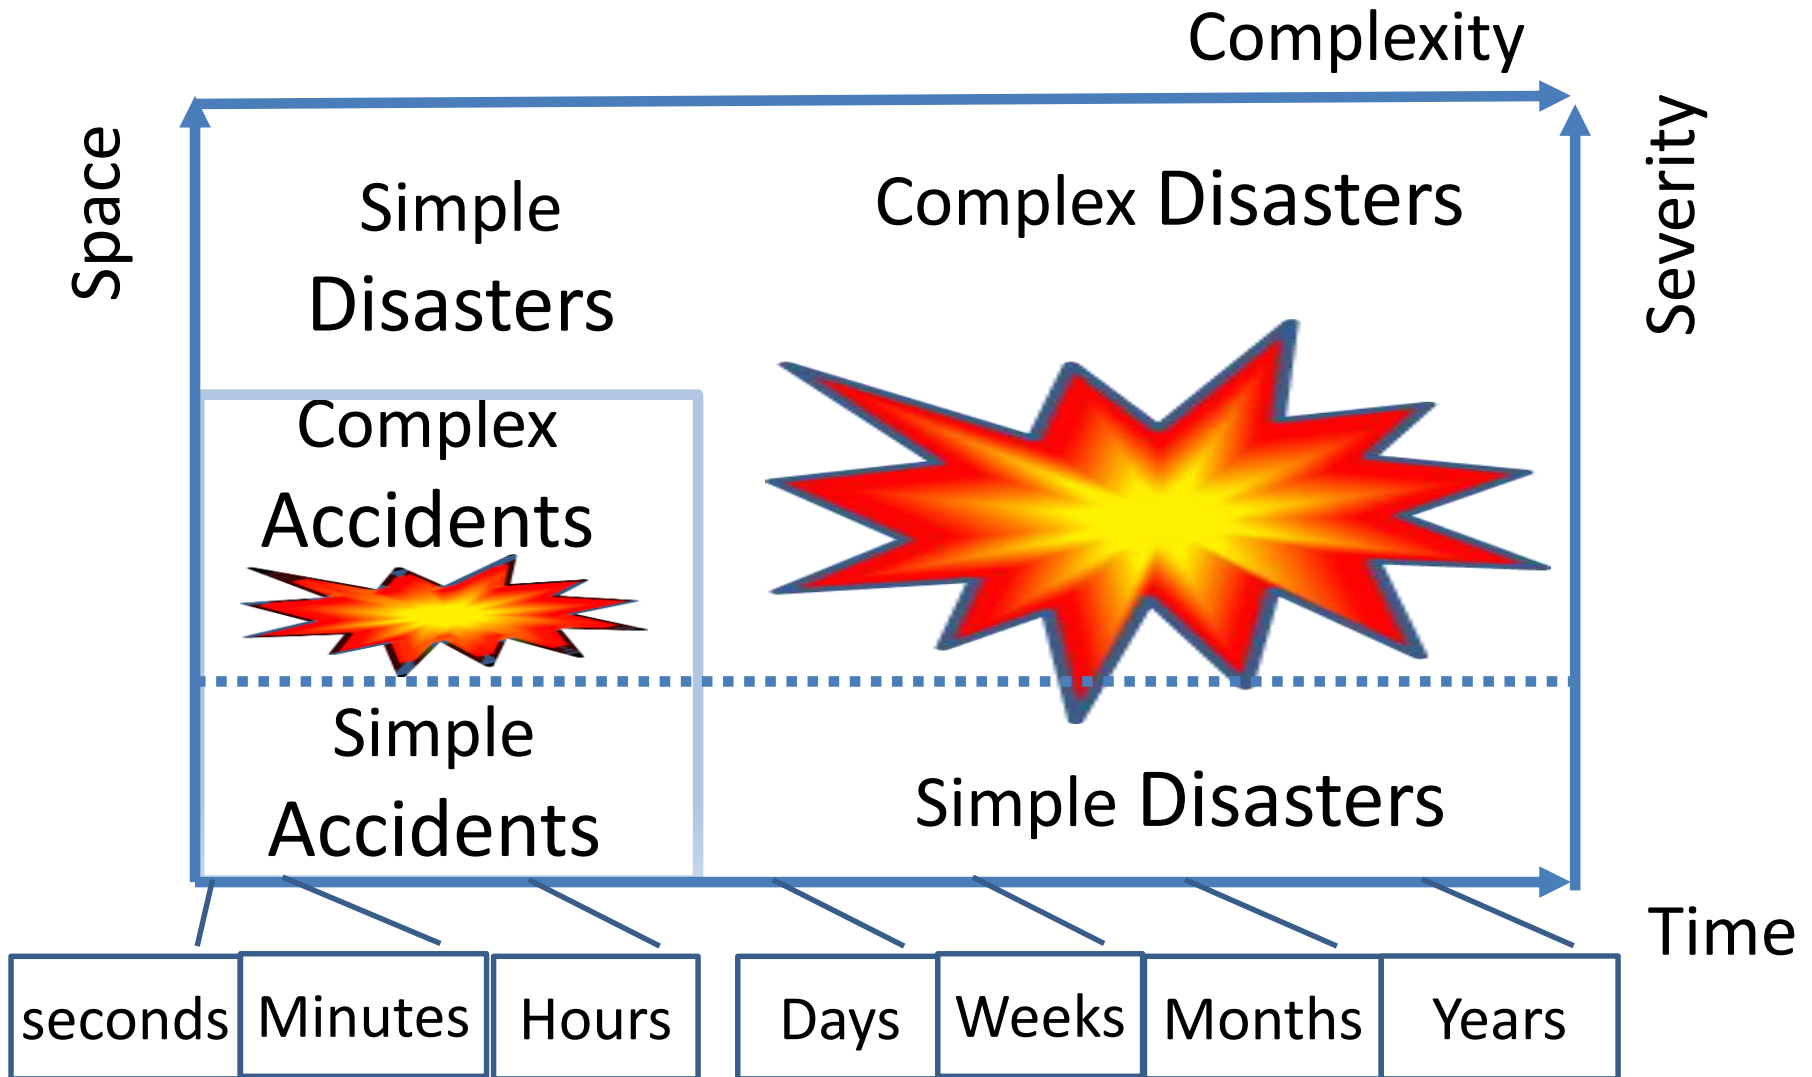 Complexity
Space
Severity
Simple
Disasters
Complex Disasters
Complex
Accidents
Simple
Accidents
Simple Disasters
Time
seconds
Minutes
Hours
Days
Weeks
Months
Years